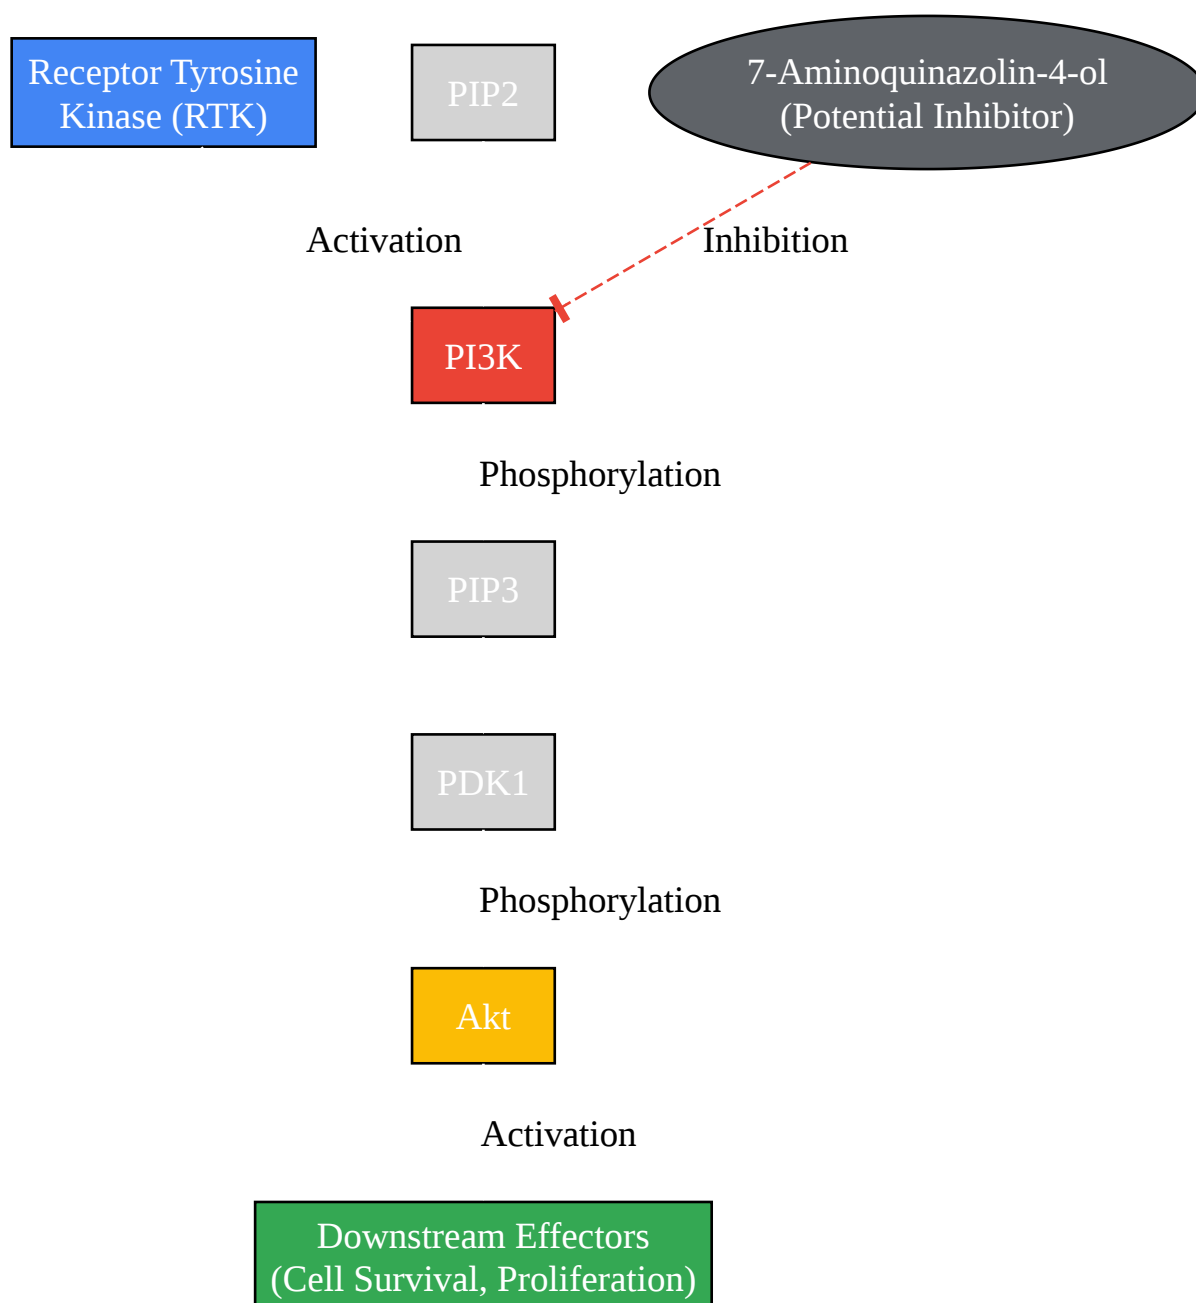 Receptor Tyrosine
Kinase (RTK)
PIP2
7-Aminoquinazolin-4-ol
(Potential Inhibitor)
Activation
Inhibition
PI3K
Phosphorylation
PIP3
PDK1
Phosphorylation
Akt
Activation
Downstream Effectors
(Cell Survival, Proliferation)